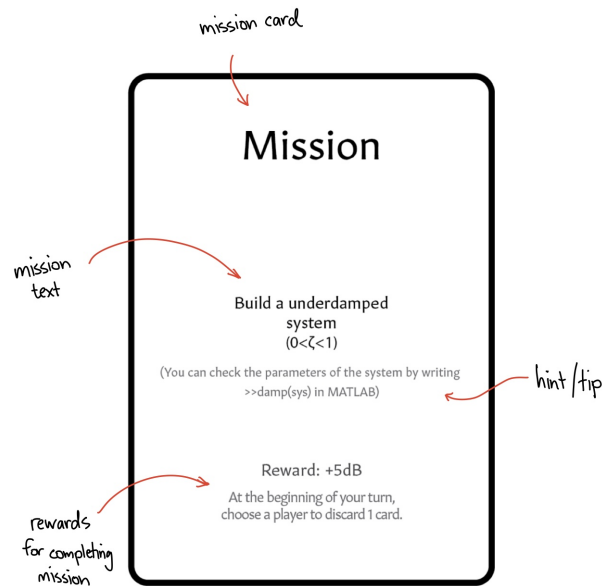 mission card
Mission
mission
text
Build a underdamped
system
(0<ζ<1)
(You can check the parameters of the system by writing
>>damp(sys) in MATLAB)
hint/tip
Reward: +5dB
At the beginning of your turn,
choose a player to discard 1 card.
rewards
for completing
mission